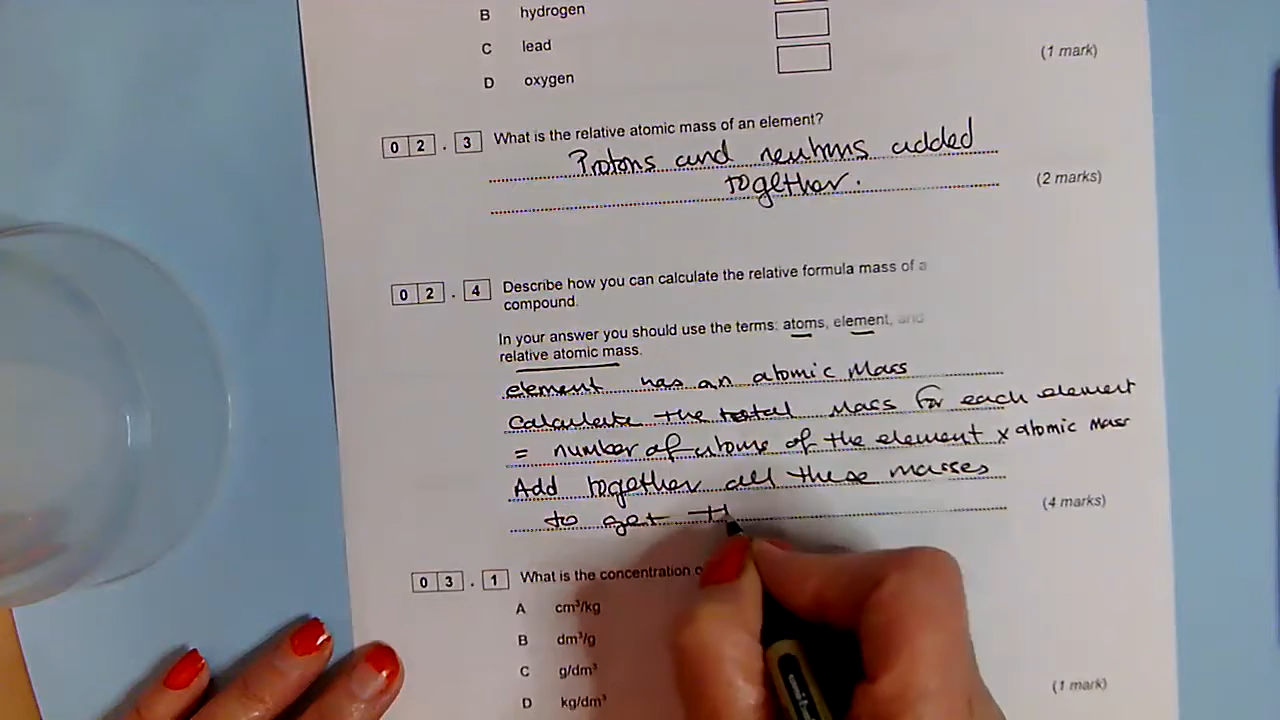 B hydrogen
C lead
(1 mark)
D oxygen
0 2 . 3 What is the relative atomic mass of an element?
Protons and neutrons added
together.
(2 marks)
0 2 . 4 Describe how you can calculate the relative formula mass of a
compound.
In your answer you should use the terms: atoms, element, and
relative atomic mass.
element has an atomic mass
Calculate the total mass for each element
= number of atoms of the element x atomic mass
Add together all these masses
to get
(4 marks)
0 3 . 1 What is the concentration
A cm³/kg
B dm³/g
C g/dm³
D kg/dm³
(1 mark)